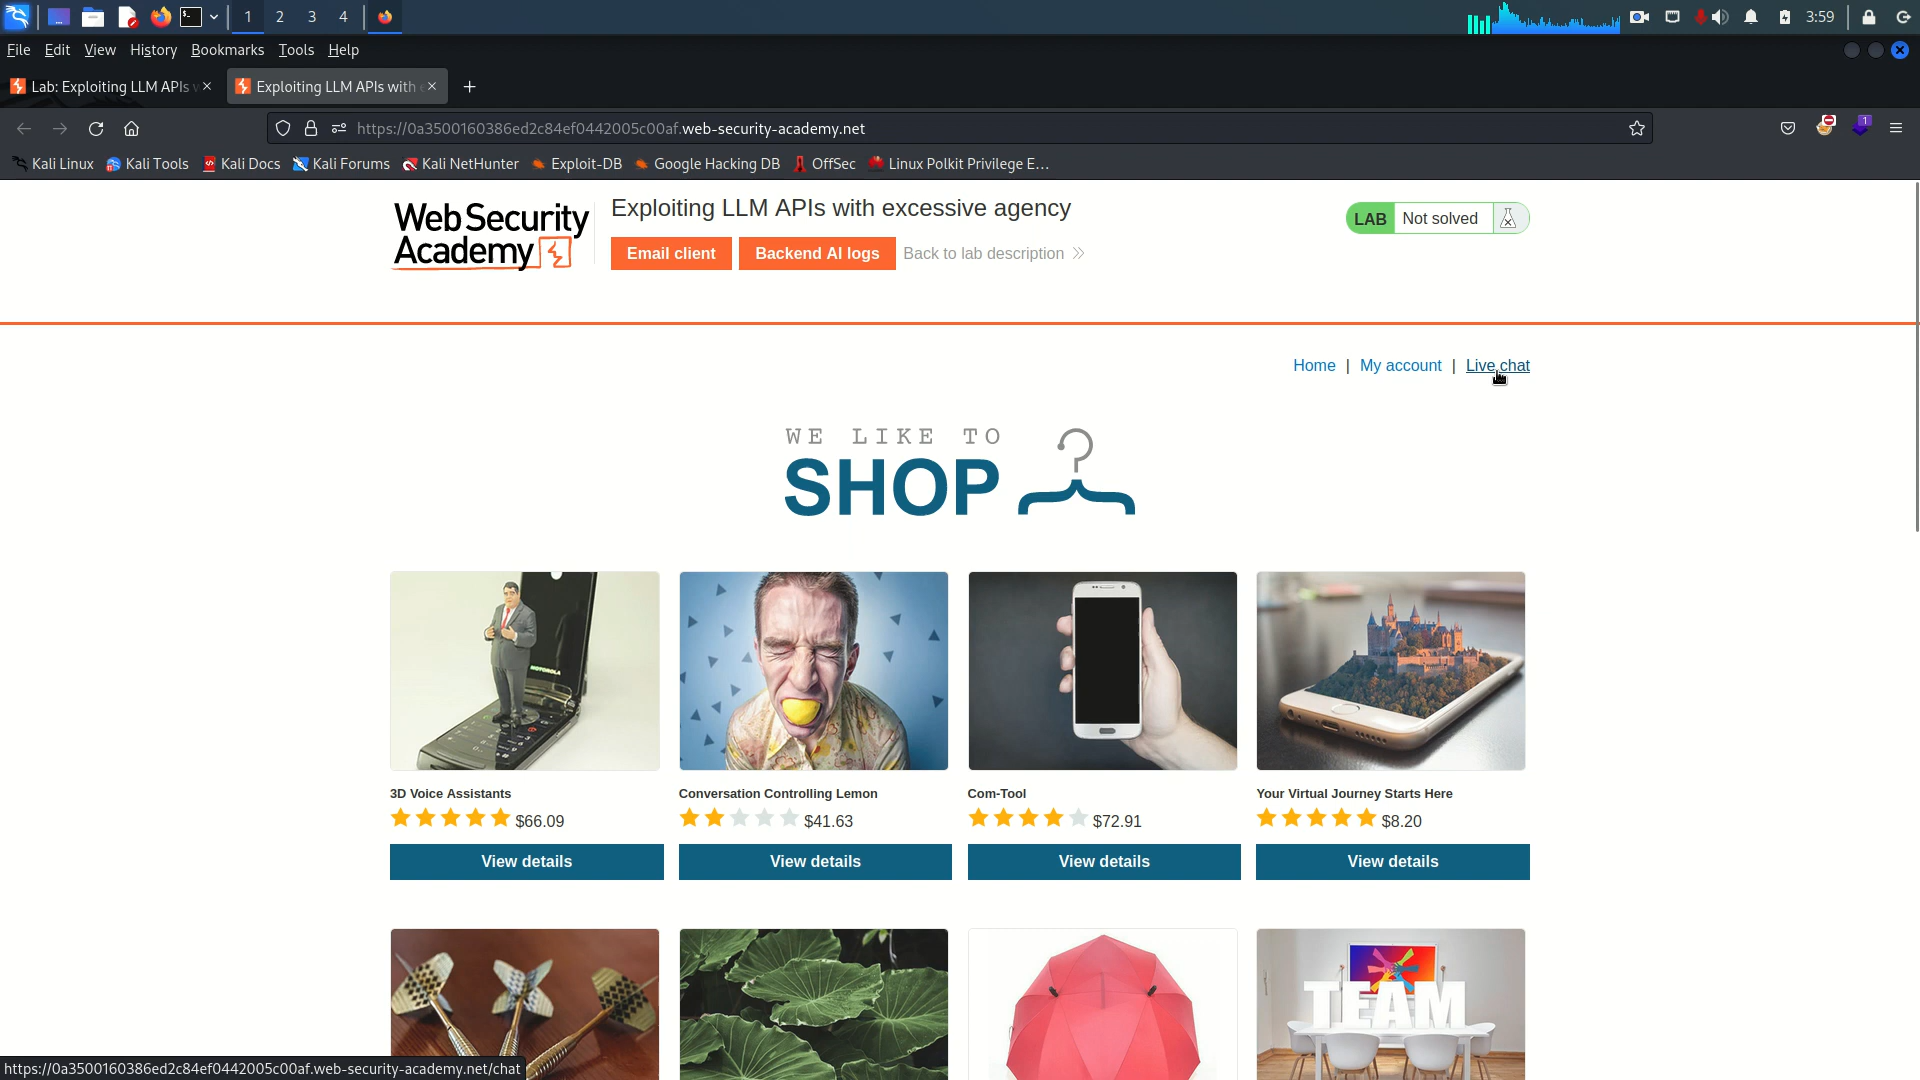 1 2 3 4
3:59
File Edit View History Bookmarks Tools Help
Lab: Exploiting LLM APIs
Exploiting LLM APIs with
https://0a3500160386ed2c84ef0442005c00af.web-security-academy.net
1
Kali Linux Kali Tools Kali Docs Kali Forums Kali NetHunter Exploit-DB Google Hacking DB OffSec Linux Polkit Privilege E...
Web Security
Academy
Exploiting LLM APIs with excessive agency
Email client Backend AI logs Back to lab description
LAB Not solved
Home | My account | Live chat
WE LIKE TO
SHOP
MOTOROLA
3D Voice Assistants
$66.09
View details
Conversation Controlling Lemon
$41.63
View details
Com-Tool
$72.91
View details
Your Virtual Journey Starts Here
$8.20
View details
TEAM
https://0a3500160386ed2c84ef0442005c00af.web-security-academy.net/chat